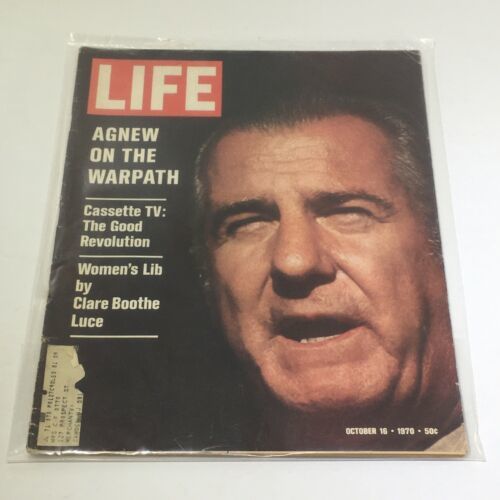 LIFE
AGNEW
ON THE
WARPATH
Cassette TV:
The Good
Revolution
Women's Lib
by
Clare Boothe
Luce
OCTOBER 16 • 1970 • 50¢